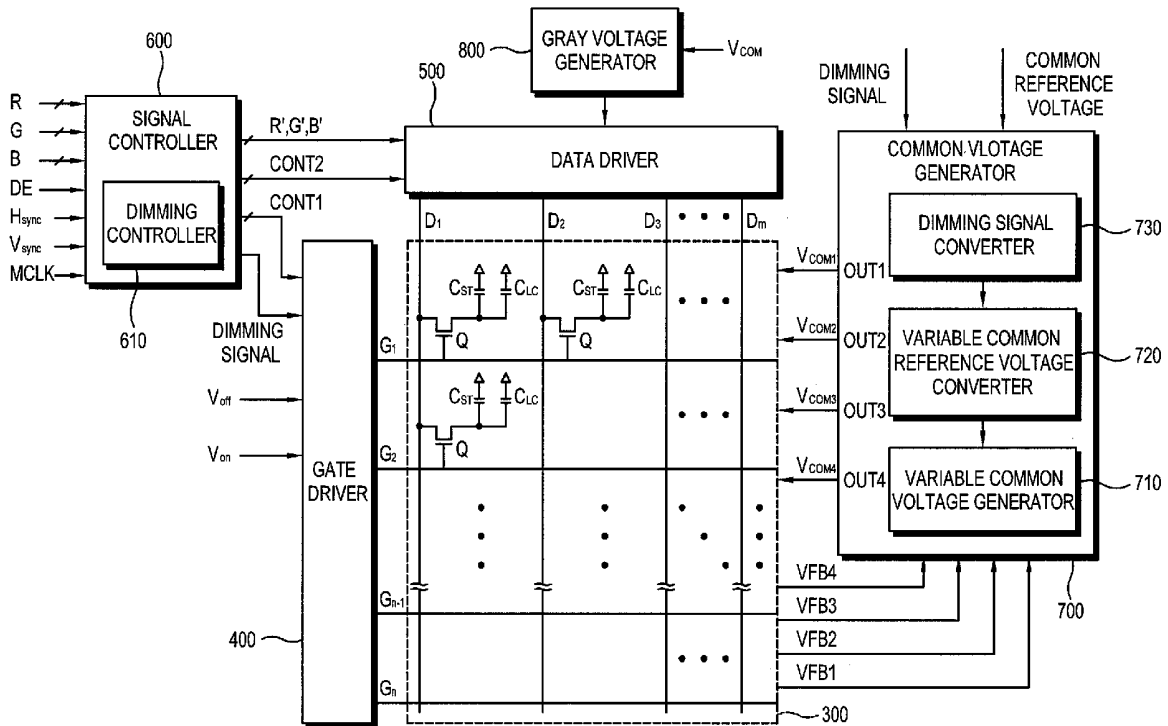 600
R
G
B
DE
Hsync
Vsync
MCLK
SIGNAL
CONTROLLER
DIMMING
CONTROLLER
610
R',G',B'
CONT2
CONT1
DIMMING
SIGNAL
800
GRAY VOLTAGE
GENERATOR
VCOM
500
DATA DRIVER
D1
D2
D3
Dm
DIMMING
SIGNAL
COMMON
REFERENCE
VOLTAGE
COMMON VLOTAGE
GENERATOR
DIMMING SIGNAL
CONVERTER
730
VARIABLE COMMON
REFERENCE VOLTAGE
CONVERTER
720
VARIABLE COMMON
VOLTAGE GENERATOR
710
700
VCOM1
OUT1
VCOM2
OUT2
VCOM3
OUT3
VCOM4
OUT4
CST
CLC
CST
CLC
Q
Q
G1
CST
CLC
Q
G2
Voff
Von
GATE
DRIVER
400
Gn-1
Gn
VFB4
VFB3
VFB2
VFB1
300